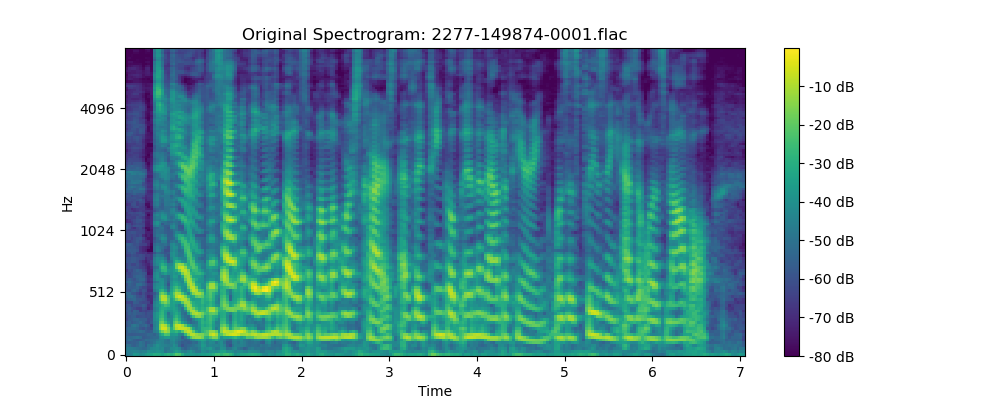 Original Spectrogram: 2277-149874-0001.flac
Hz
4096
2048
1024
512
0
0 1 2 3 4 5 6 7
Time
-10 dB
-20 dB
-30 dB
-40 dB
-50 dB
-60 dB
-70 dB
-80 dB